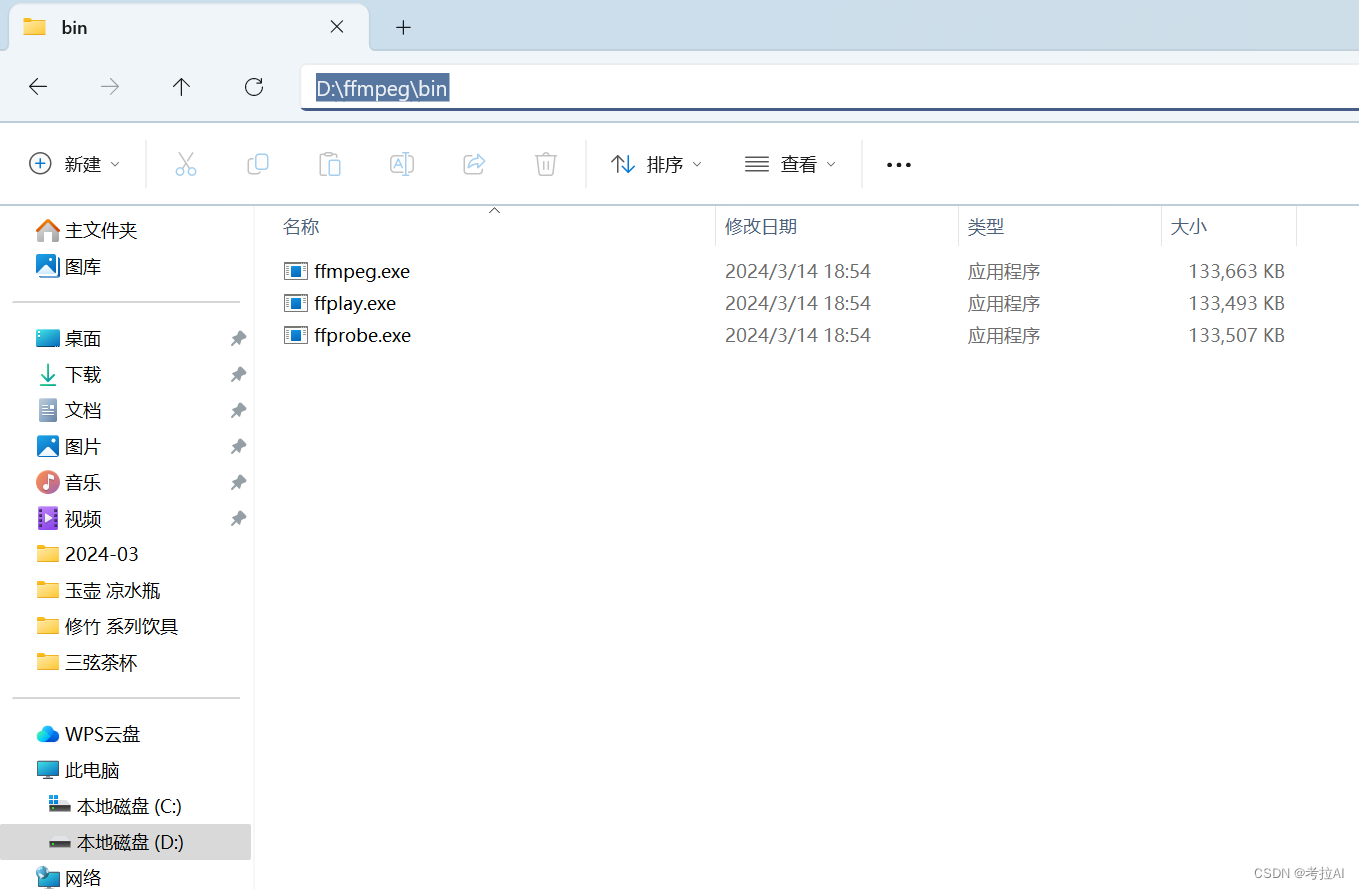 bin
D:\ffmpeg\bin
新建
排序
查看
名称 修改日期 类型 大小
ffmpeg.exe 2024/3/14 18:54 应用程序 133,663 KB
ffplay.exe 2024/3/14 18:54 应用程序 133,493 KB
ffprobe.exe 2024/3/14 18:54 应用程序 133,507 KB
主文件夹
图库
桌面
下载
文档
图片
音乐
视频
2024-03
玉壶 凉水瓶
修竹 系列饮具
三弦茶杯
WPS云盘
此电脑
本地磁盘 (C:)
本地磁盘 (D:)
网络
CSDN @考拉AI